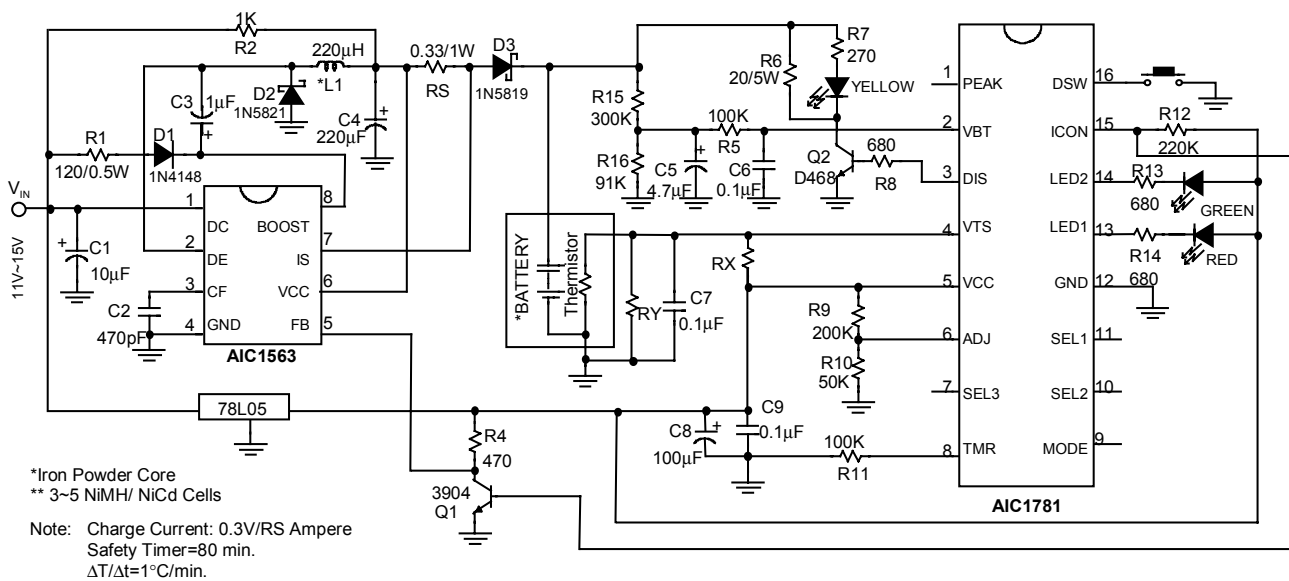 1K
R2
220μH
*L1
0.33/1W
RS
D3
1N5819
C3
1μF
D2
1N5821
C4
220μF
R1
120/0.5W
D1
1N4148
VIN
11V~15V
C1
10μF
C2
470pF
1
DC
2
DE
3
CF
4
GND
8
BOOST
7
IS
6
VCC
5
FB
AIC1563
78L05
R4
470
3904
Q1
R15
300K
R16
91K
100K
R5
C5
4.7μF
C6
0.1μF
R6
20/5W
R7
270
YELLOW
Q2
D468
680
R8
*BATTERY
Thermistor
RY
C7
0.1μF
RX
R9
200K
R10
50K
C8
100μF
C9
0.1μF
100K
R11
1
PEAK
2
VBT
3
DIS
4
VTS
5
VCC
6
ADJ
7
SEL3
8
TMR
16
DSW
15
ICON
14
LED2
13
LED1
12
GND
11
SEL1
10
SEL2
9
MODE
AIC1781
R12
220K
R13
680
GREEN
R14
680
RED
*Iron Powder Core
** 3~5 NiMH/ NiCd Cells
Note: Charge Current: 0.3V/RS Ampere
Safety Timer=80 min.
ΔT/Δt=1°C/min.